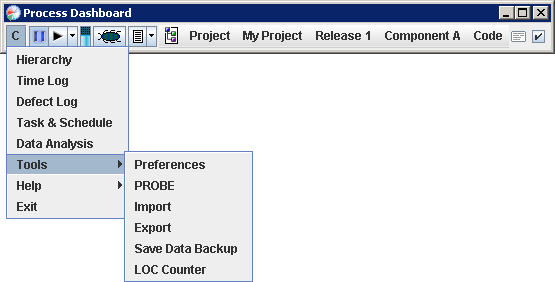 Process Dashboard
C Project My Project Release 1 Component A Code
Hierarchy
Time Log
Defect Log
Task & Schedule
Data Analysis
Tools
Help
Exit
Preferences
PROBE
Import
Export
Save Data Backup
LOC Counter